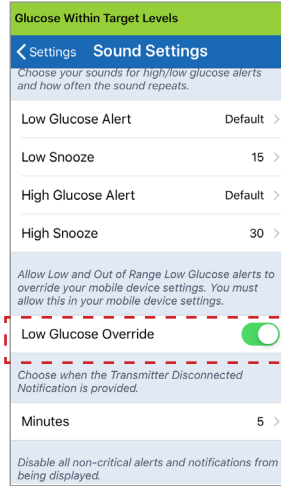 Glucose Within Target Levels
Settings Sound Settings
Choose your sounds for high/low glucose alerts
and how often the sound repeats.
Low Glucose Alert Default
Low Snooze 15
High Glucose Alert Default
High Snooze 30
Allow Low and Out of Range Low Glucose alerts to
override your mobile device settings. You must
allow this in your mobile device settings.
Low Glucose Override
Choose when the Transmitter Disconnected
Notification is provided.
Minutes 5
Disable all non-critical alerts and notifications from
being displayed.